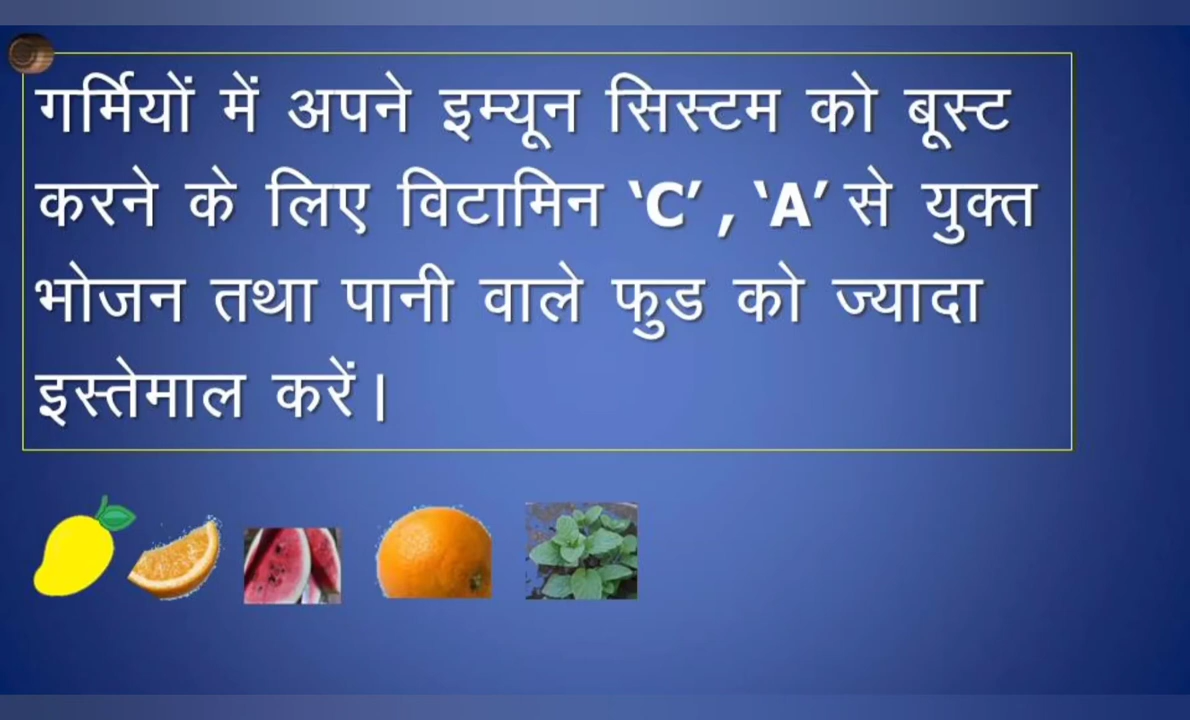 गर्मियों में अपने इम्यून सिस्टम को बूस्ट
करने के लिए विटामिन ‘C’ , ‘A’ से युक्त
भोजन तथा पानी वाले फुड को ज्यादा
इस्तेमाल करें।